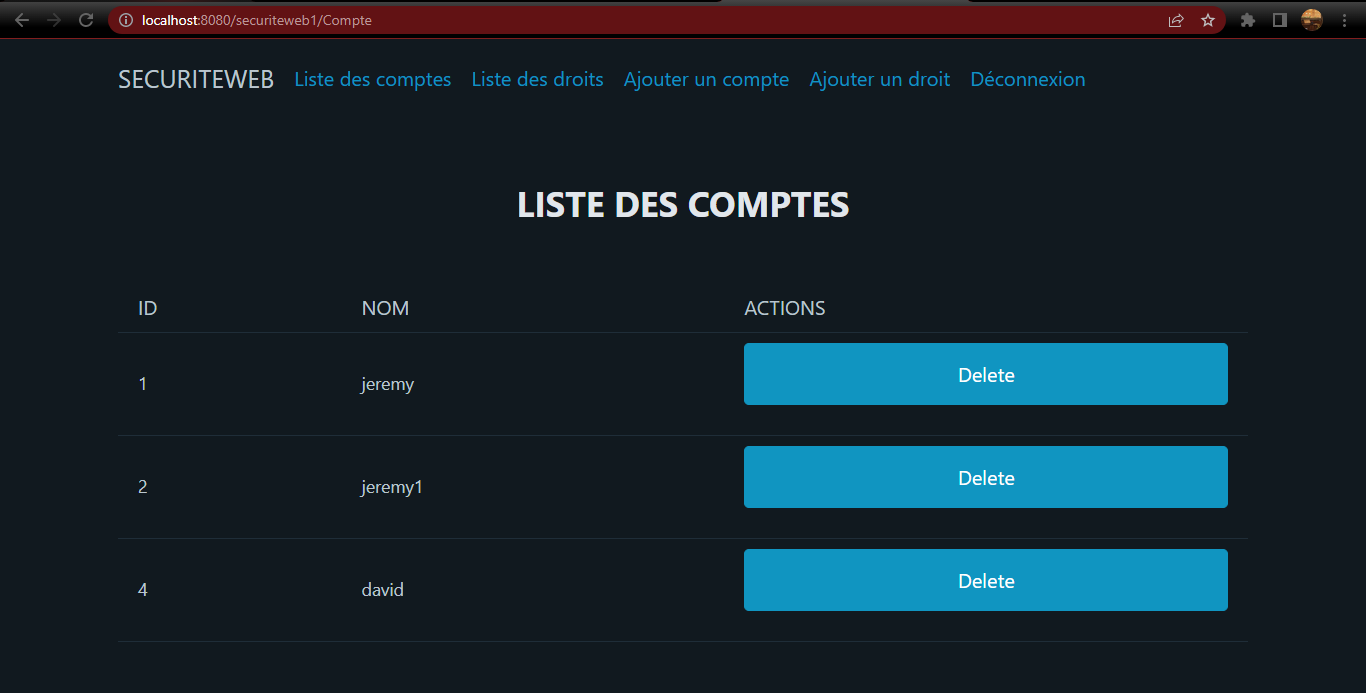 localhost:8080/securiteweb1/Compte
SECURITEWEB Liste des comptes Liste des droits Ajouter un compte Ajouter un droit Déconnexion
LISTE DES COMPTES
ID NOM ACTIONS
1 jeremy Delete
2 jeremy1 Delete
4 david Delete